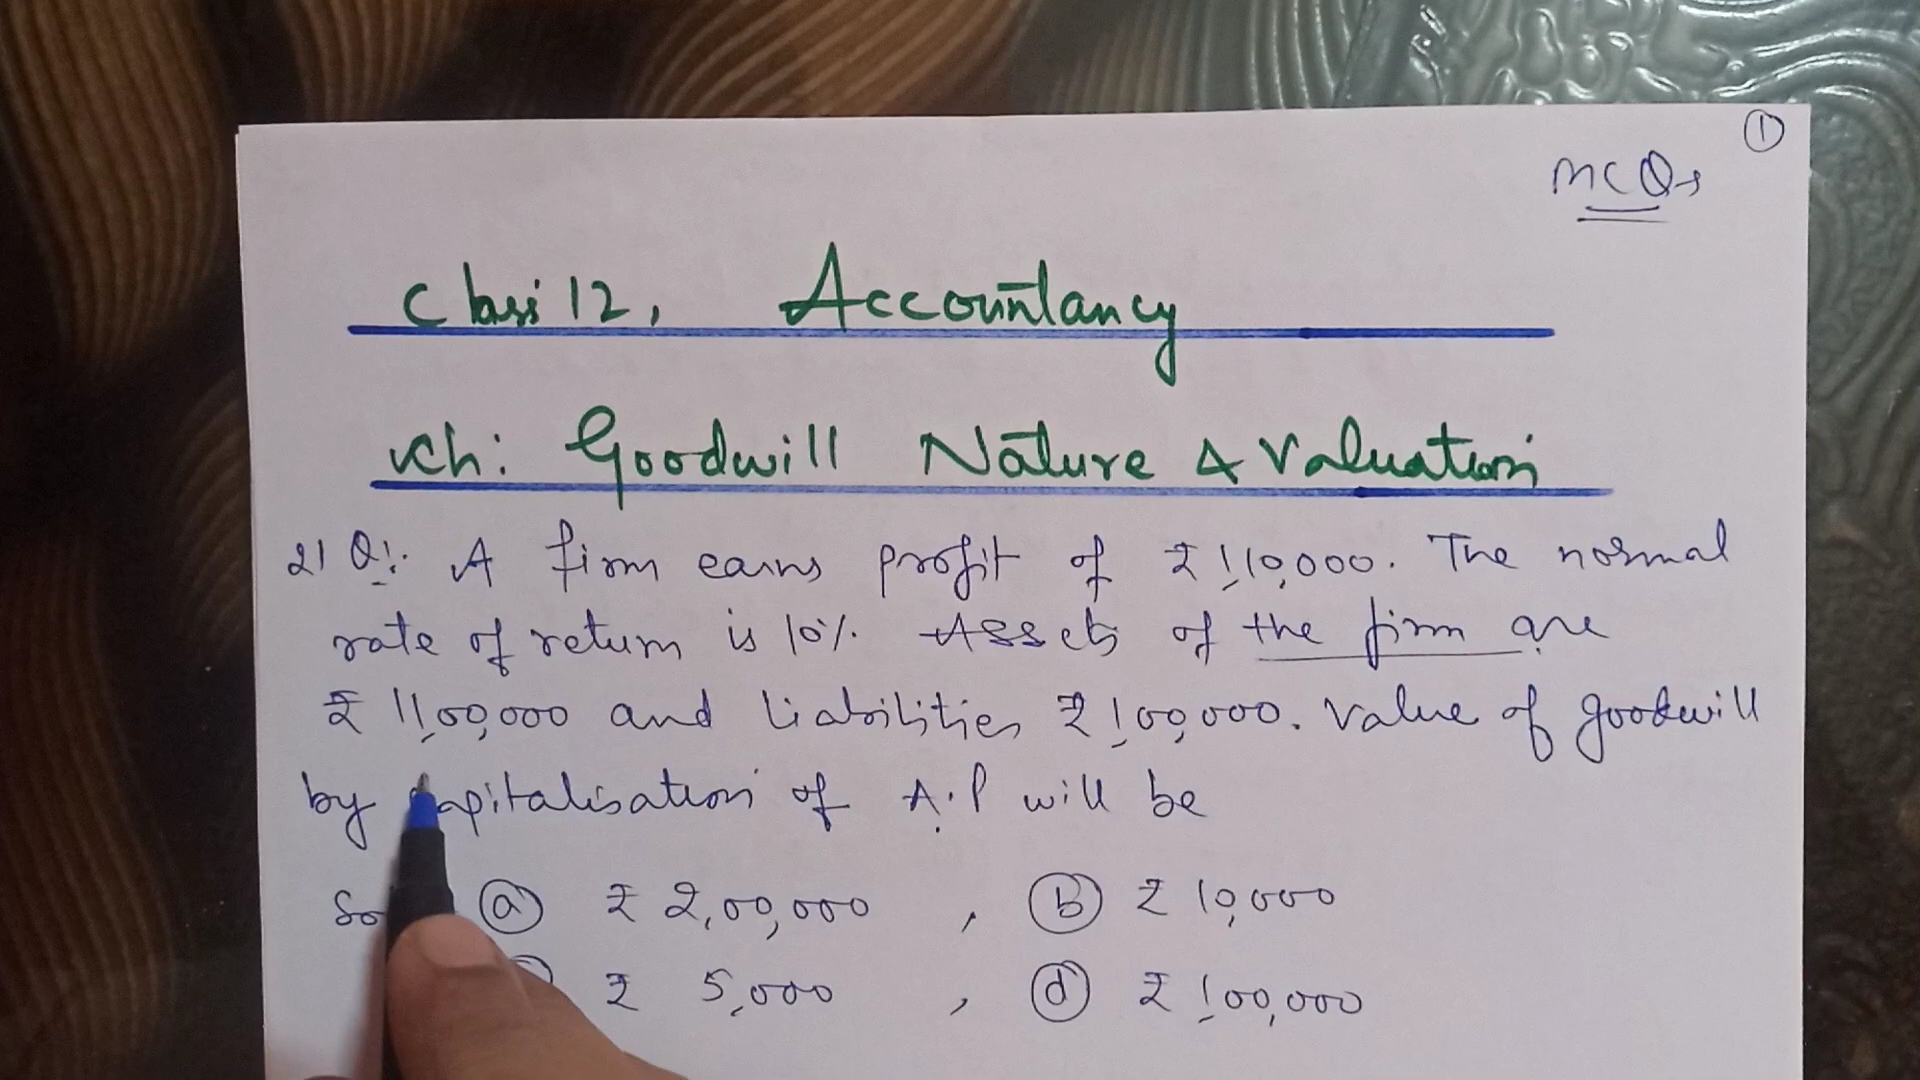 ①
MCQs
Class 12, Accountancy
Ch: Goodwill Nature & Valuation
21 Q1: A firm earns profit of ₹ 1,10,000. The normal
rate of return is 10%. Assets of the firm are
₹ 11,00,000 and liabilities ₹ 1,00,000. Value of goodwill
by capitalisation of A.P will be
ⓐ ₹ 2,00,000 , ⓑ ₹ 10,000
₹ 5,000 , ⓓ ₹ 1,00,000